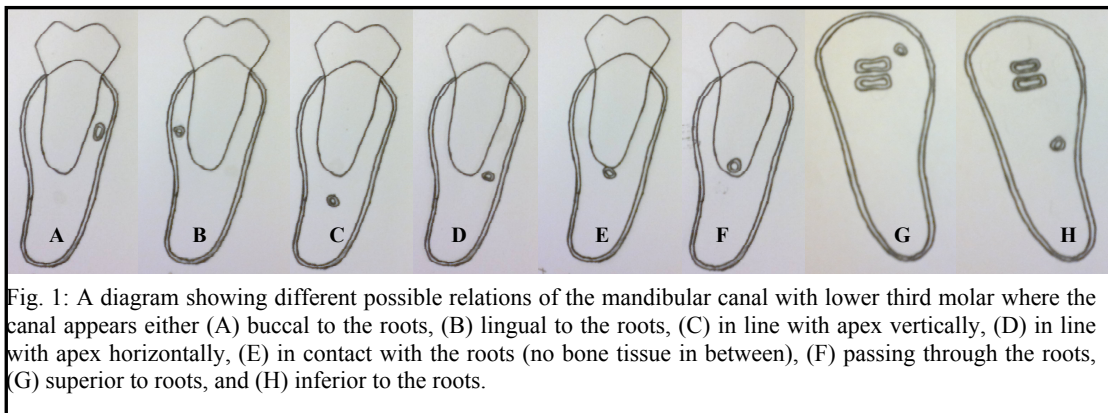 A B C D E F G H
Fig. 1: A diagram showing different possible relations of the mandibular canal with lower third molar where the
canal appears either (A) buccal to the roots, (B) lingual to the roots, (C) in line with apex vertically, (D) in line
with apex horizontally, (E) in contact with the roots (no bone tissue in between), (F) passing through the roots,
(G) superior to roots, and (H) inferior to the roots.